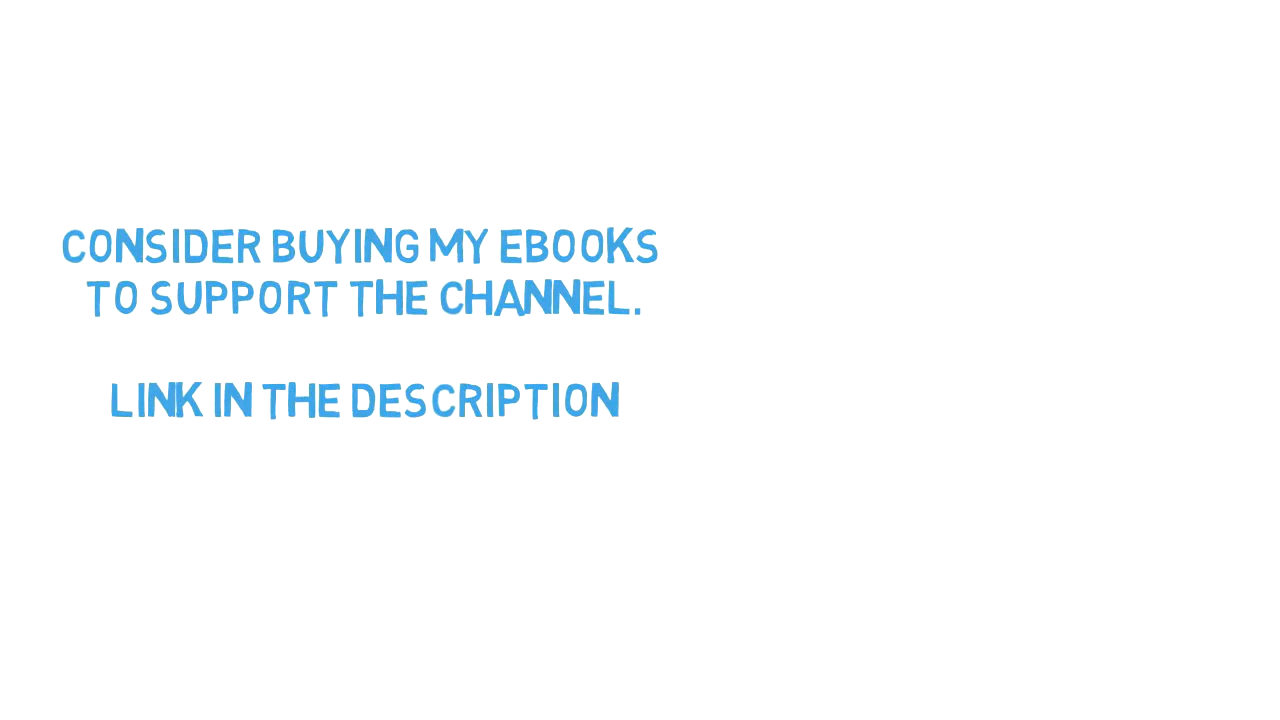 CONSIDER BUYING MY EBOOKS
TO SUPPORT THE CHANNEL.
LINK IN THE DESCRIPTION